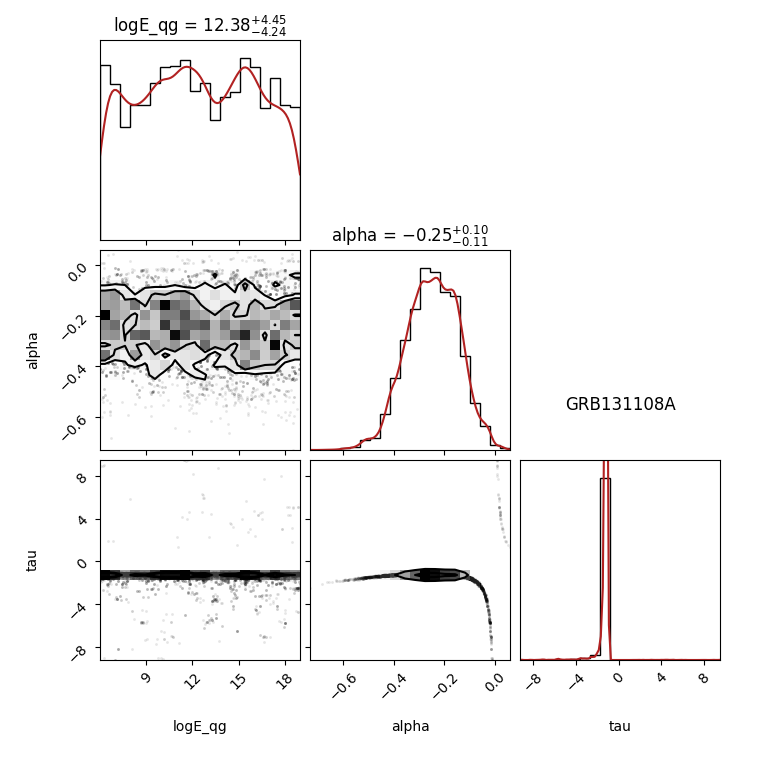 logE_qg = 12.38 +4.45 −4.24
alpha = −0.25 +0.10 −0.11
0.0
−0.2
−0.4
−0.6
alpha
GRB131108A
8
4
0
−4
−8
tau
9 12 15 18
−0.6 −0.4 −0.2 0.0
−8 −4 0 4 8
logE_qg alpha tau